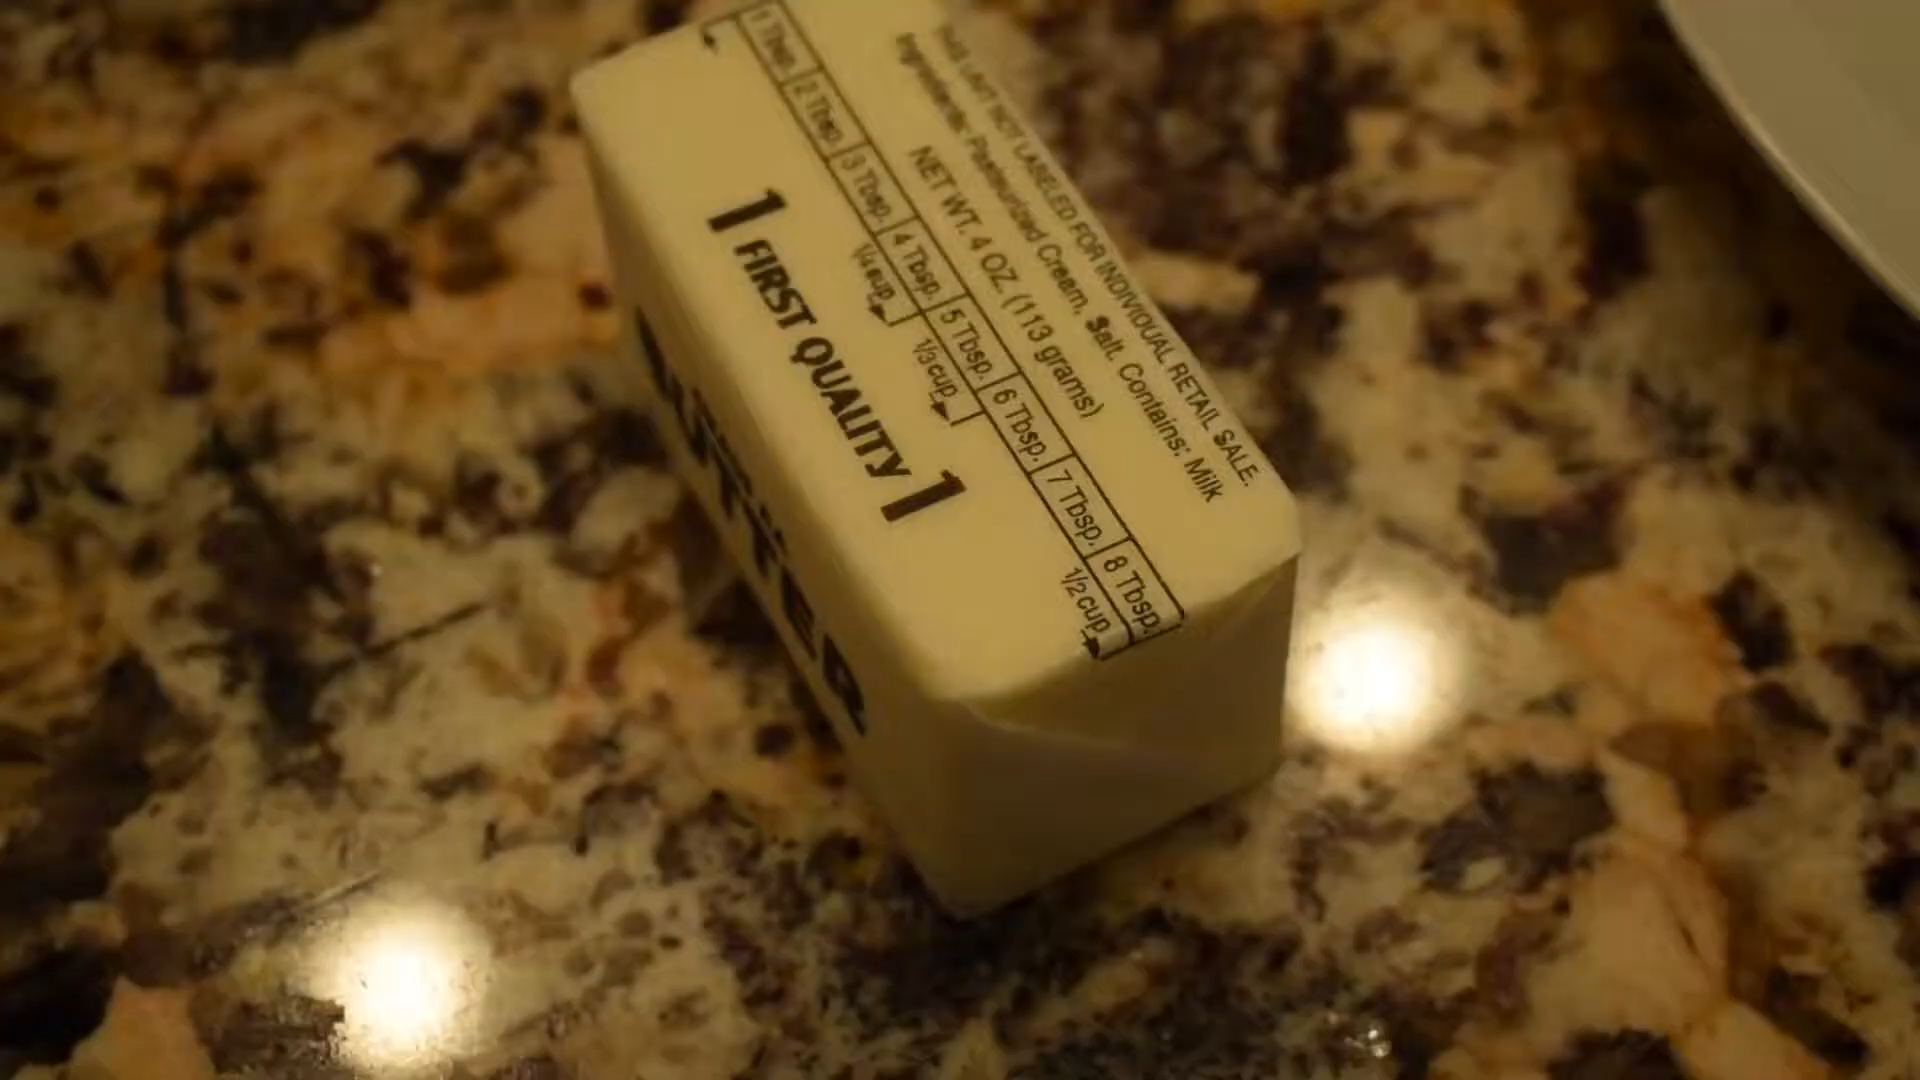 THIS UNIT NOT LABELED FOR INDIVIDUAL RETAIL SALE.
Ingredients: Pasteurized Cream, Salt. Contains: Milk
NET WT. 4 OZ. (113 grams)
1 Tbsp. 2 Tbsp. 3 Tbsp. 4 Tbsp. 5 Tbsp. 6 Tbsp. 7 Tbsp. 8 Tbsp.
1/4 cup 1/3 cup 1/2 cup
1 FIRST QUALITY 1
BUTTER